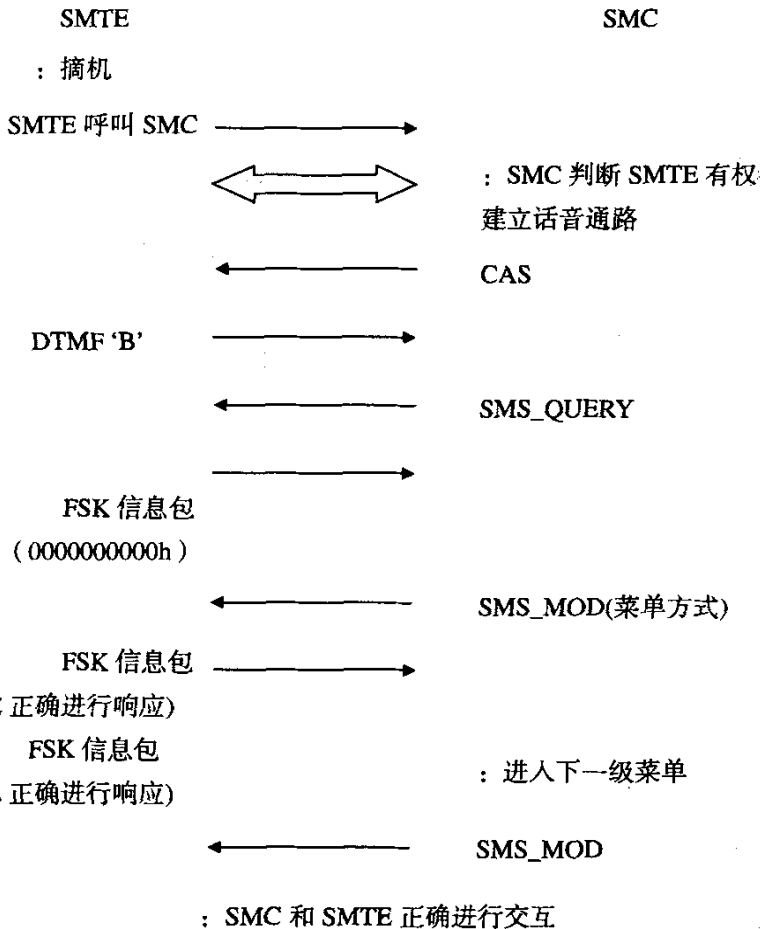 SMTE SMC
：摘机
SMTE 呼叫 SMC
：SMC 判断 SMTE 有权
建立话音通路
CAS
DTMF ‘B’
SMS_QUERY
FSK 信息包
（0000000000h）
SMS_MOD(菜单方式)
FSK 信息包
正确进行响应)
FSK 信息包
正确进行响应)
：进入下一级菜单
SMS_MOD
：SMC 和 SMTE 正确进行交互